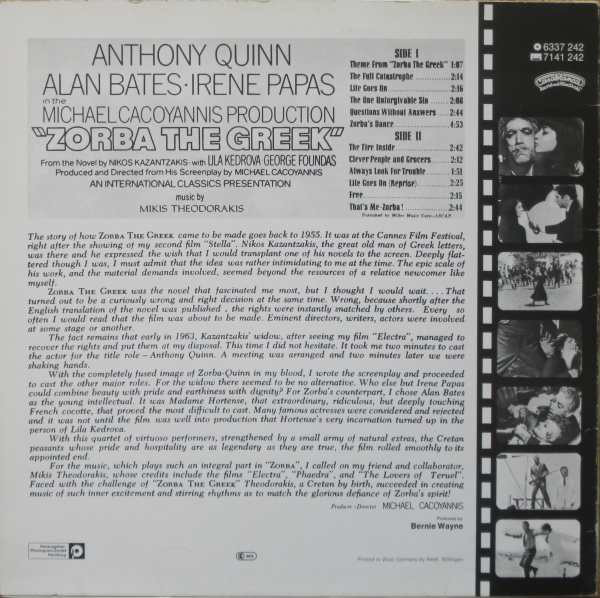 ANTHONY QUINN
ALAN BATES·IRENE PAPAS
in the
MICHAEL CACOYANNIS PRODUCTION
"ZORBA THE GREEK"
From the Novel by NIKOS KAZANTZAKIS·with LILA KEDROVA·GEORGE FOUNDAS
Produced and Directed from His Screenplay by MICHAEL CACOYANNIS
AN INTERNATIONAL CLASSICS PRESENTATION
music by
MIKIS THEODORAKIS
SIDE I
Theme From "Zorba The Greek" 1:07
The Full Catastrophe 2:14
Life Goes On 2:16
The One Unforgivable Sin 2:08
Questions Without Answers 2:44
Zorba's Dance 4:53
SIDE II
The Fire Inside 2:42
Clever People and Grocers 2:42
Always Look For Trouble 1:51
Life Goes On (Reprise) 2:25
Free 2:15
That's Me-Zorba! 2:44
6337 242
7141 242
The story of how ZORBA THE GREEK came to be made goes back to 1955. It was at the Cannes Film Festival,
right after the showing of my second film "Stella". Nikos Kazantzakis, the great old man of Greek letters,
was there and he expressed the wish that I would transplant one of his novels to the screen. Deeply flat-
tered though I was, I must admit that the idea was rather intimidating to me at the time. The epic scale of
his work, and the material demands involved, seemed beyond the resources of a relative newcomer like
myself.
ZORBA THE GREEK was the novel that fascinated me most, but I thought I would wait. . . . That
turned out to be a curiously wrong and right decision at the same time. Wrong, because shortly after the
English translation of the novel was published , the rights were instantly matched by others. Every so
often I would read that the film was about to be made. Eminent directors, writers, actors were involved
at some stage or another.
The fact remains that early in 1963, Kazantzakis' widow, after seeing my film "Electra", managed to
recover the rights and put them at my disposal. This time I did not hesitate. It took me two minutes to cast
the actor for the title role – Anthony Quinn. A meeting was arranged and two minutes later we were
shaking hands.
With the completely fused image of Zorba-Quinn in my blood, I wrote the screenplay and proceeded
to cast the other major roles. For the widow there seemed to be no alternative. Who else but Irene Papas
could combine beauty with pride and earthiness with dignity? For Zorba's counterpart, I chose Alan Bates
as the young intellectual. It was Madame Hortense, that extraordinary, ridiculous, but deeply touching
French cocotte, that proved the most difficult to cast. Many famous actresses were considered and rejected
and it was not until the film was well into production that Hortense's very incarnation turned up in the
person of Lila Kedrova.
With this quartet of virtuoso performers, strengthened by a small army of natural extras, the Cretan
peasants whose pride and hospitality are as legendary as they are true, the film rolled smoothly to its
appointed end.
For the music, which plays such an integral part in "ZORBA", I called on my friend and collaborator,
Mikis Theodorakis, whose credits include the films "Electra", "Phaedra", and "The Lovers of Teruel".
Faced with the challenge of "ZORBA THE GREEK" Theodorakis, a Cretan by birth, succeeded in creating
music of such inner excitement and stirring rhythms as to match the glorious defiance of Zorba's spirit!
Producer-Director MICHAEL CACOYANNIS
Produced by
Bernie Wayne
Printed in West Germany By